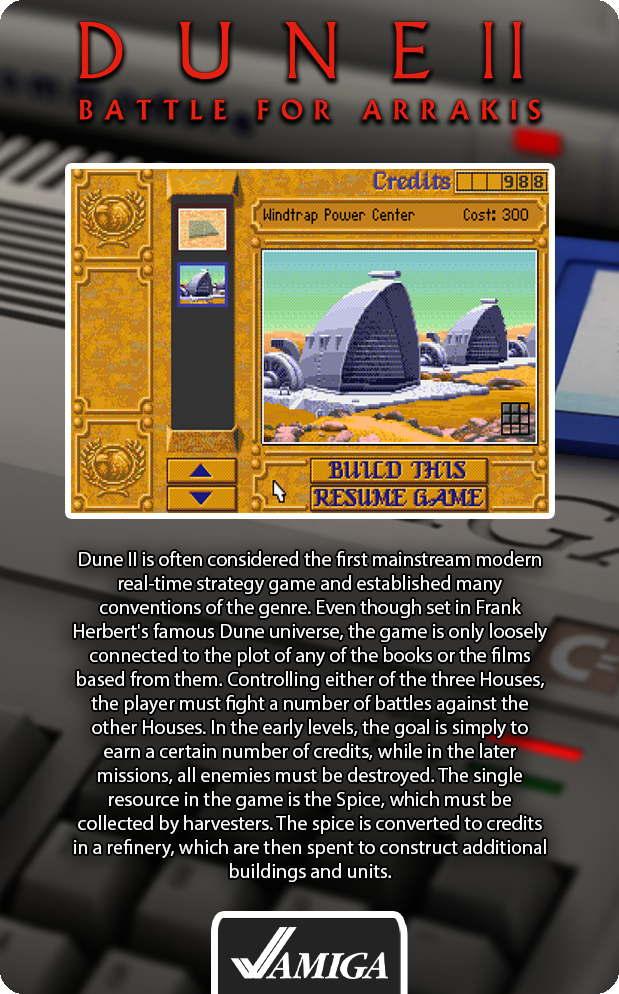 DUNE II
BATTLE FOR ARRAKIS
Credits 988
Windtrap Power Center Cost: 300
BUILD THIS
RESUME GAME
Dune II is often considered the first mainstream modern
real-time strategy game and established many
conventions of the genre. Even though set in Frank
Herbert's famous Dune universe, the game is only loosely
connected to the plot of any of the books or the films
based from them. Controlling either of the three Houses,
the player must fight a number of battles against the
other Houses. In the early levels, the goal is simply to
earn a certain number of credits, while in the later
missions, all enemies must be destroyed. The single
resource in the game is the Spice, which must be
collected by harvesters. The spice is converted to credits
in a refinery, which are then spent to construct additional
buildings and units.
AMIGA